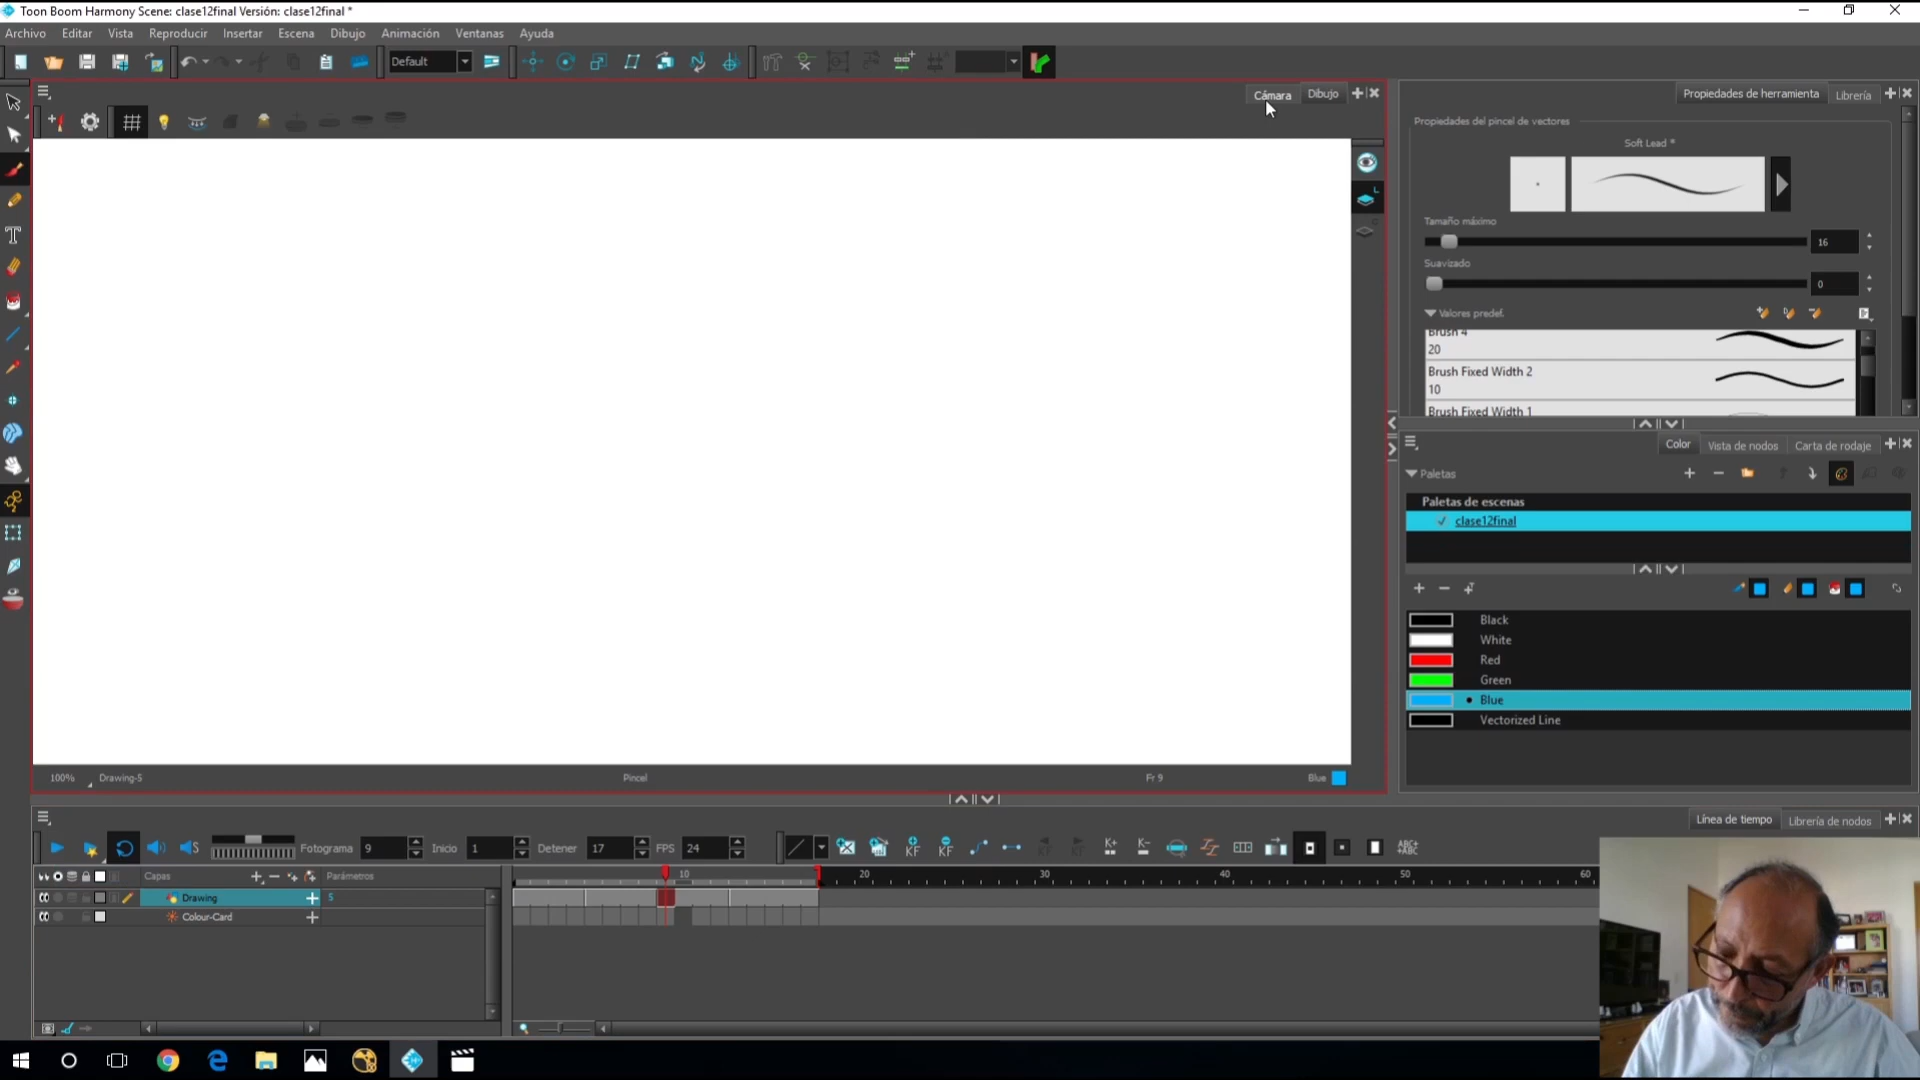 Toon Boom Harmony Scene: clase12final Versión: clase12final *
Archivo Editar Vista Reproducir Insertar Escena Dibujo Animación Ventanas Ayuda
Default
Cámara Dibujo
Propiedades de herramienta Librería
Propiedades del pincel de vectores
Soft Lead *
Tamaño máximo
16
Suavizado
0
Valores predef.
Brush 4
20
Brush Fixed Width 2
10
Brush Fixed Width 1
Color Vista de nodos Carta de rodaje
Paletas
Paletas de escenas
clase12final
Black
White
Red
Green
Blue
Vectorized Line
100% Drawing-5 Pincel Fr 9 Blue
Línea de tiempo Librería de nodos
Fotograma 9 Inicio 1 Detener 17 FPS 24
Capas Parámetros
10 20 30 40 50 60
Drawing 5
Colour-Card